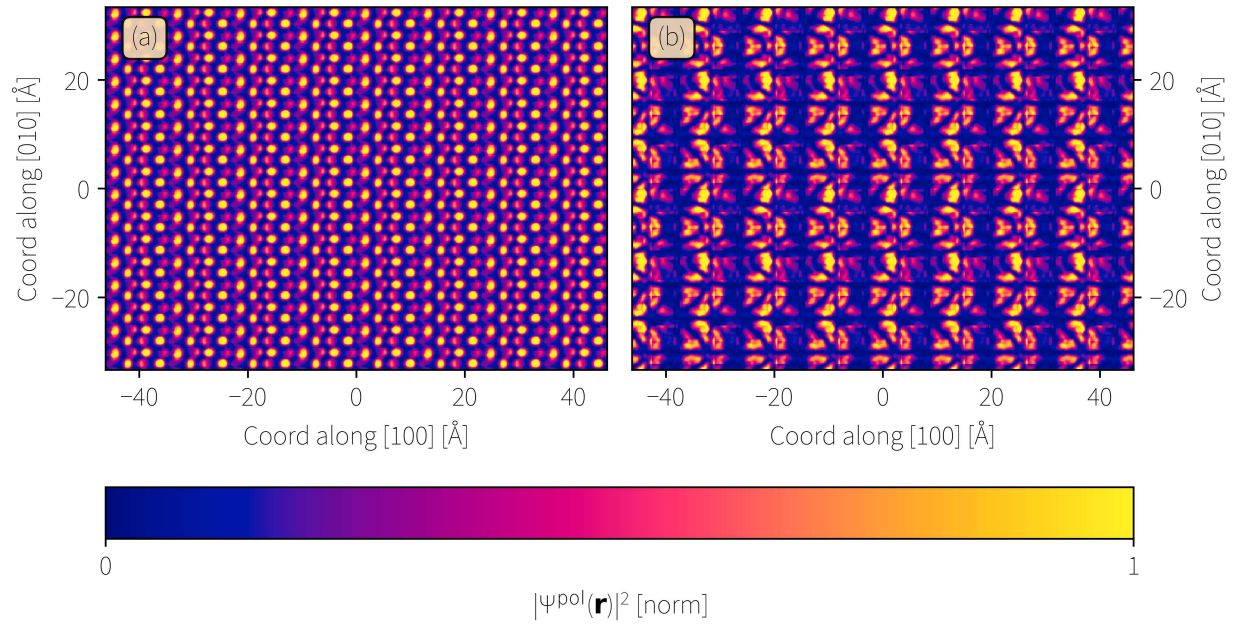 (a)
(b)
Coord along [010] [Å]
20
0
−20
20
0
−20
Coord along [010] [Å]
−40 −20 0 20 40
−40 −20 0 20 40
Coord along [100] [Å]
Coord along [100] [Å]
0 1
|Ψᵖᵒˡ(𝐫)|² [norm]